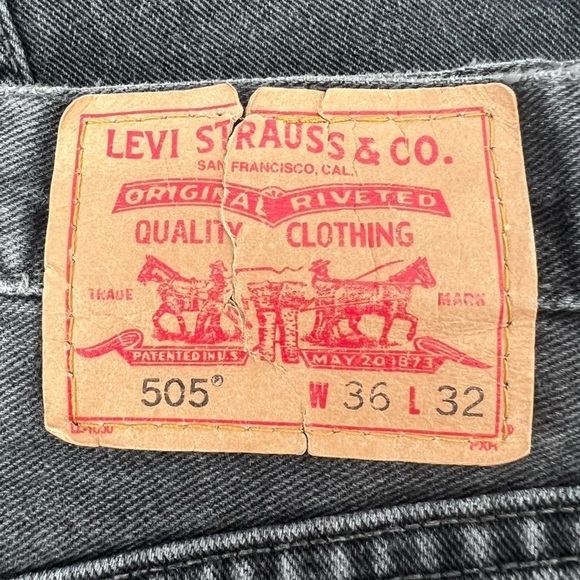 LEVI STRAUSS & CO.
SAN FRANCISCO, CAL.
ORIGINAL RIVETED
QUALITY CLOTHING
TRADE MARK
PATENTED IN U.S. MAY 20 1873
505® W 36 L 32